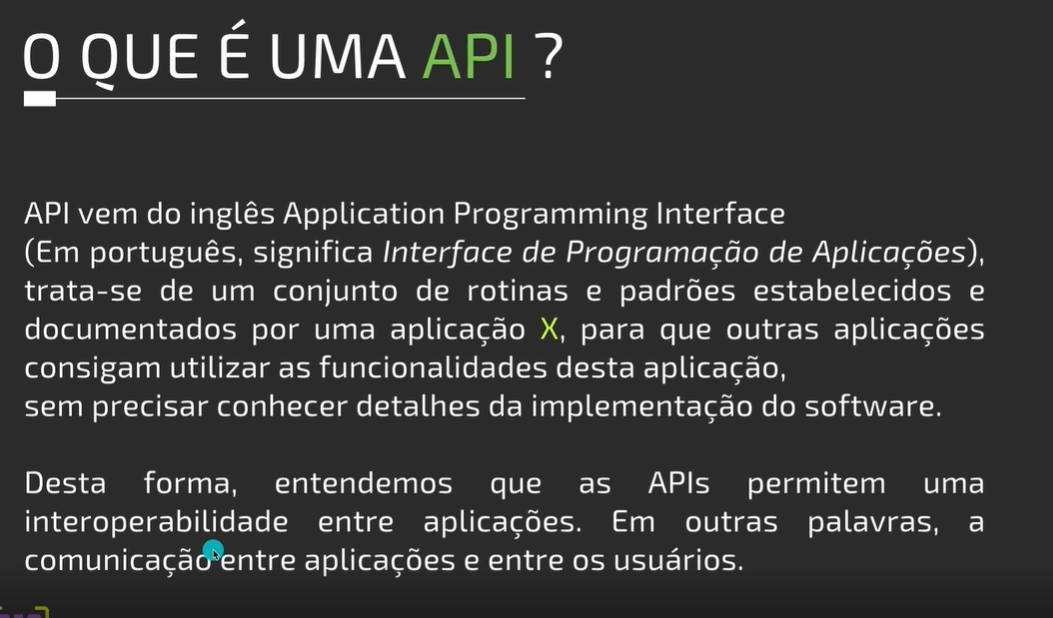 O QUE É UMA API ?
API vem do inglês Application Programming Interface
(Em português, significa Interface de Programação de Aplicações),
trata-se de um conjunto de rotinas e padrões estabelecidos e
documentados por uma aplicação X, para que outras aplicações
consigam utilizar as funcionalidades desta aplicação,
sem precisar conhecer detalhes da implementação do software.
Desta forma, entendemos que as APIs permitem uma
interoperabilidade entre aplicações. Em outras palavras, a
comunicação entre aplicações e entre os usuários.